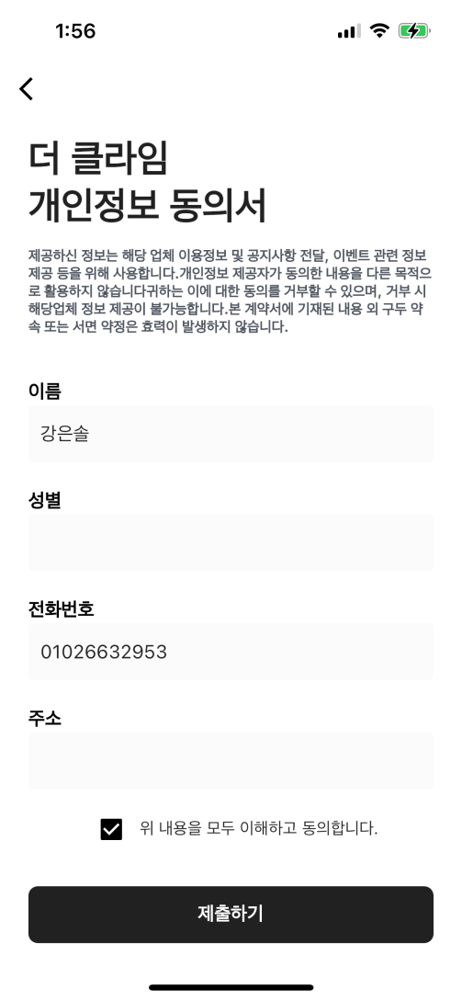 1:56
더 클라임
개인정보 동의서
제공하신 정보는 해당 업체 이용정보 및 공지사항 전달, 이벤트 관련 정보
제공 등을 위해 사용합니다.개인정보 제공자가 동의한 내용을 다른 목적으
로 활용하지 않습니다귀하는 이에 대한 동의를 거부할 수 있으며, 거부 시
해당업체 정보 제공이 불가능합니다.본 계약서에 기재된 내용 외 구두 약
속 또는 서면 약정은 효력이 발생하지 않습니다.
이름
강은솔
성별
전화번호
01026632953
주소
위 내용을 모두 이해하고 동의합니다.
제출하기